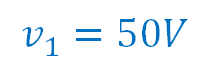 v₁ = 50V